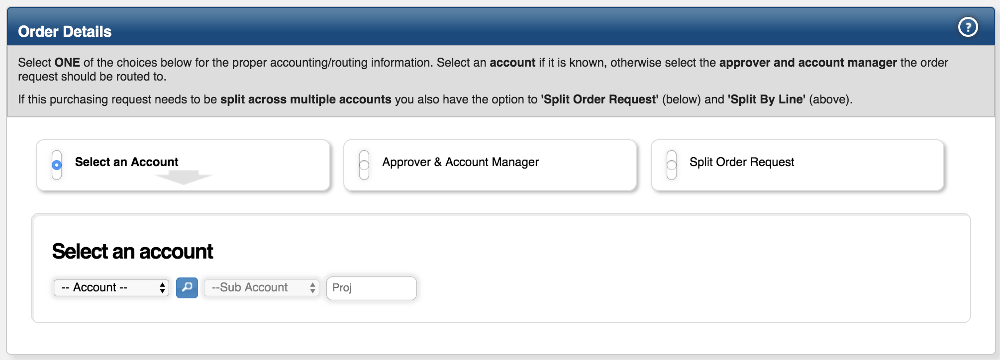 Order Details
?
Select ONE of the choices below for the proper accounting/routing information. Select an account if it is known, otherwise select the approver and account manager the order
request should be routed to.
If this purchasing request needs to be split across multiple accounts you also have the option to 'Split Order Request' (below) and 'Split By Line' (above).
Select an Account
Approver & Account Manager
Split Order Request
Select an account
-- Account --
--Sub Account
Proj